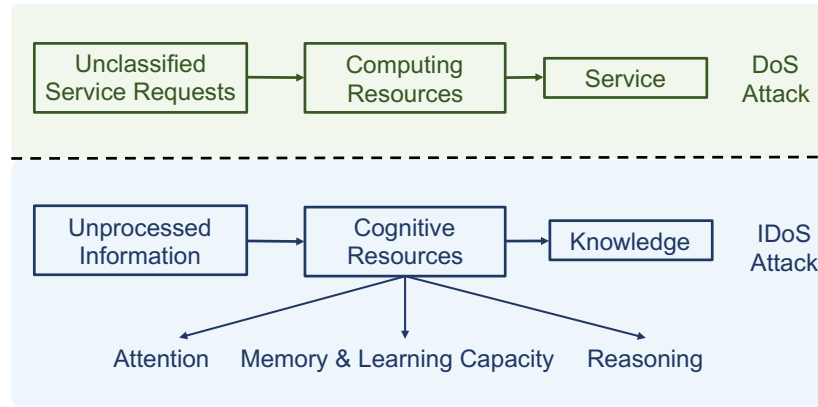 Unclassified
Service Requests
Computing
Resources
Service
DoS
Attack
Unprocessed
Information
Cognitive
Resources
Knowledge
IDoS
Attack
Attention
Memory & Learning Capacity
Reasoning